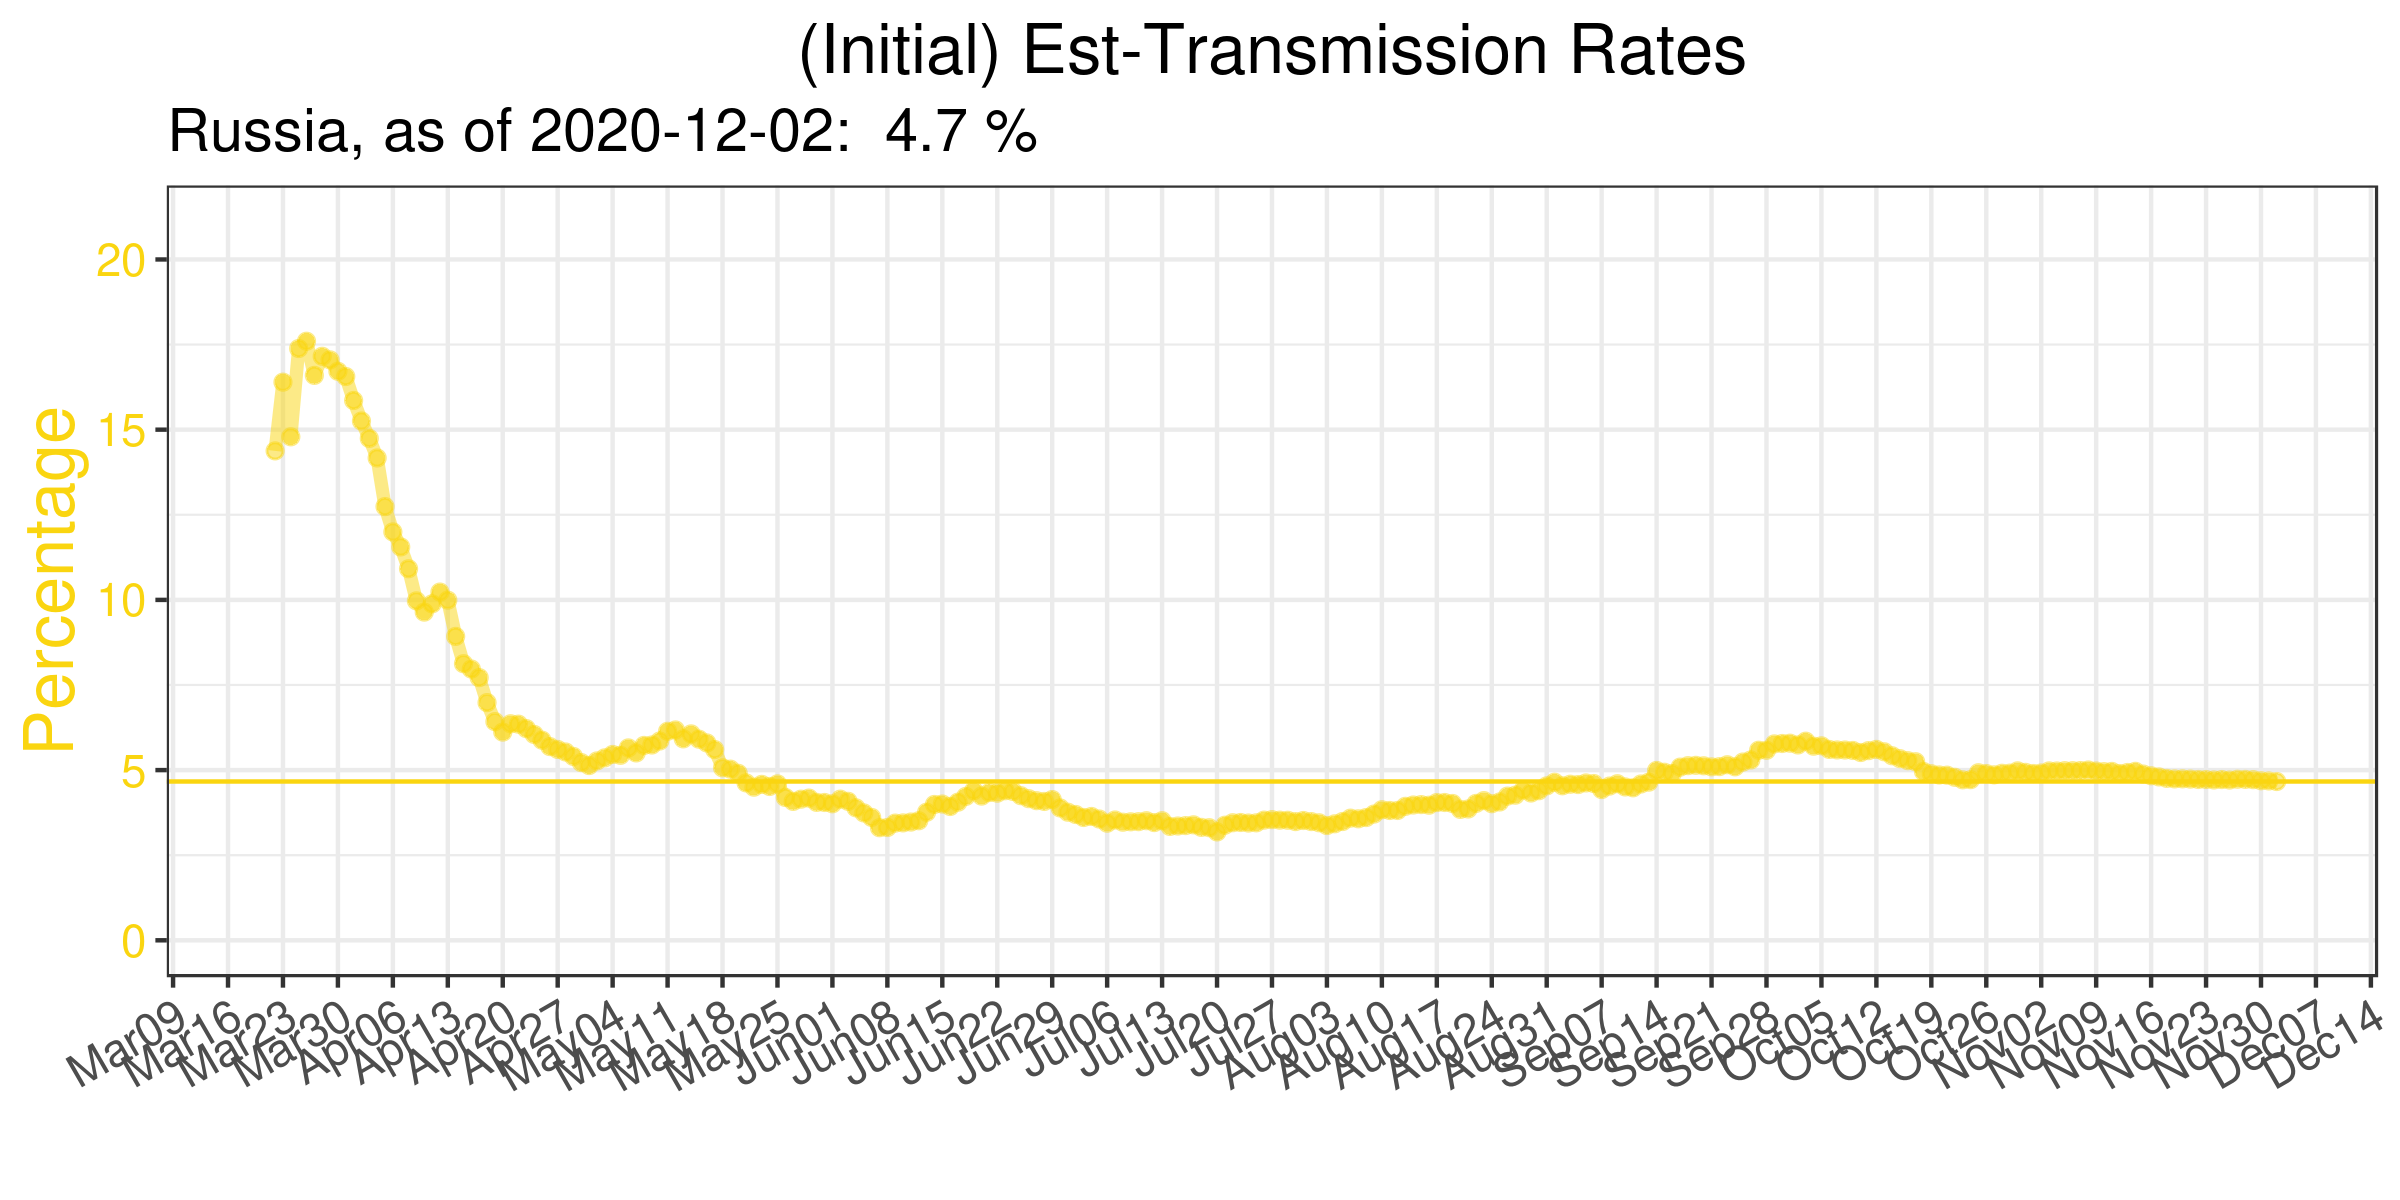 (Initial) Est-Transmission Rates
Russia, as of 2020-12-02:  4.7 %
Percentage
20
15
10
5
0
Mar09
Mar16
Mar23
Mar30
Apr06
Apr13
Apr20
Apr27
May04
May11
May18
May25
Jun01
Jun08
Jun15
Jun22
Jun29
Jul06
Jul13
Jul20
Jul27
Aug03
Aug10
Aug17
Aug24
Aug31
Sep07
Sep14
Sep21
Sep28
Oct05
Oct12
Oct19
Oct26
Nov02
Nov09
Nov16
Nov23
Nov30
Dec07
Dec14